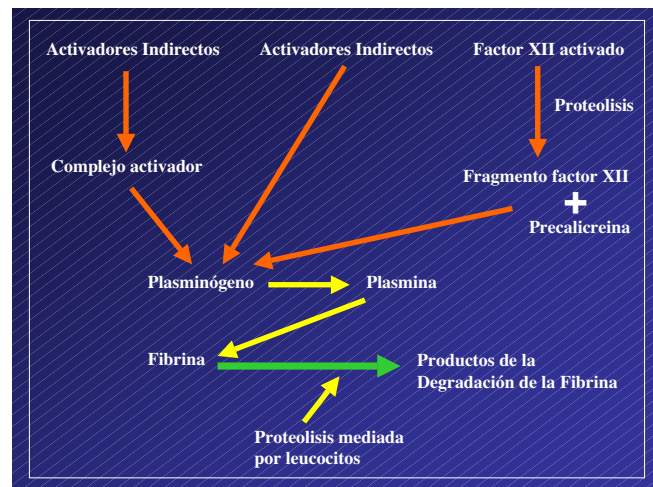 Activadores Indirectos
Activadores Indirectos
Factor XII activado
Proteolisis
Complejo activador
Fragmento factor XII
+
Precalicreina
Plasminógeno
Plasmina
Fibrina
Productos de la
Degradación de la Fibrina
Proteolisis mediada
por leucocitos